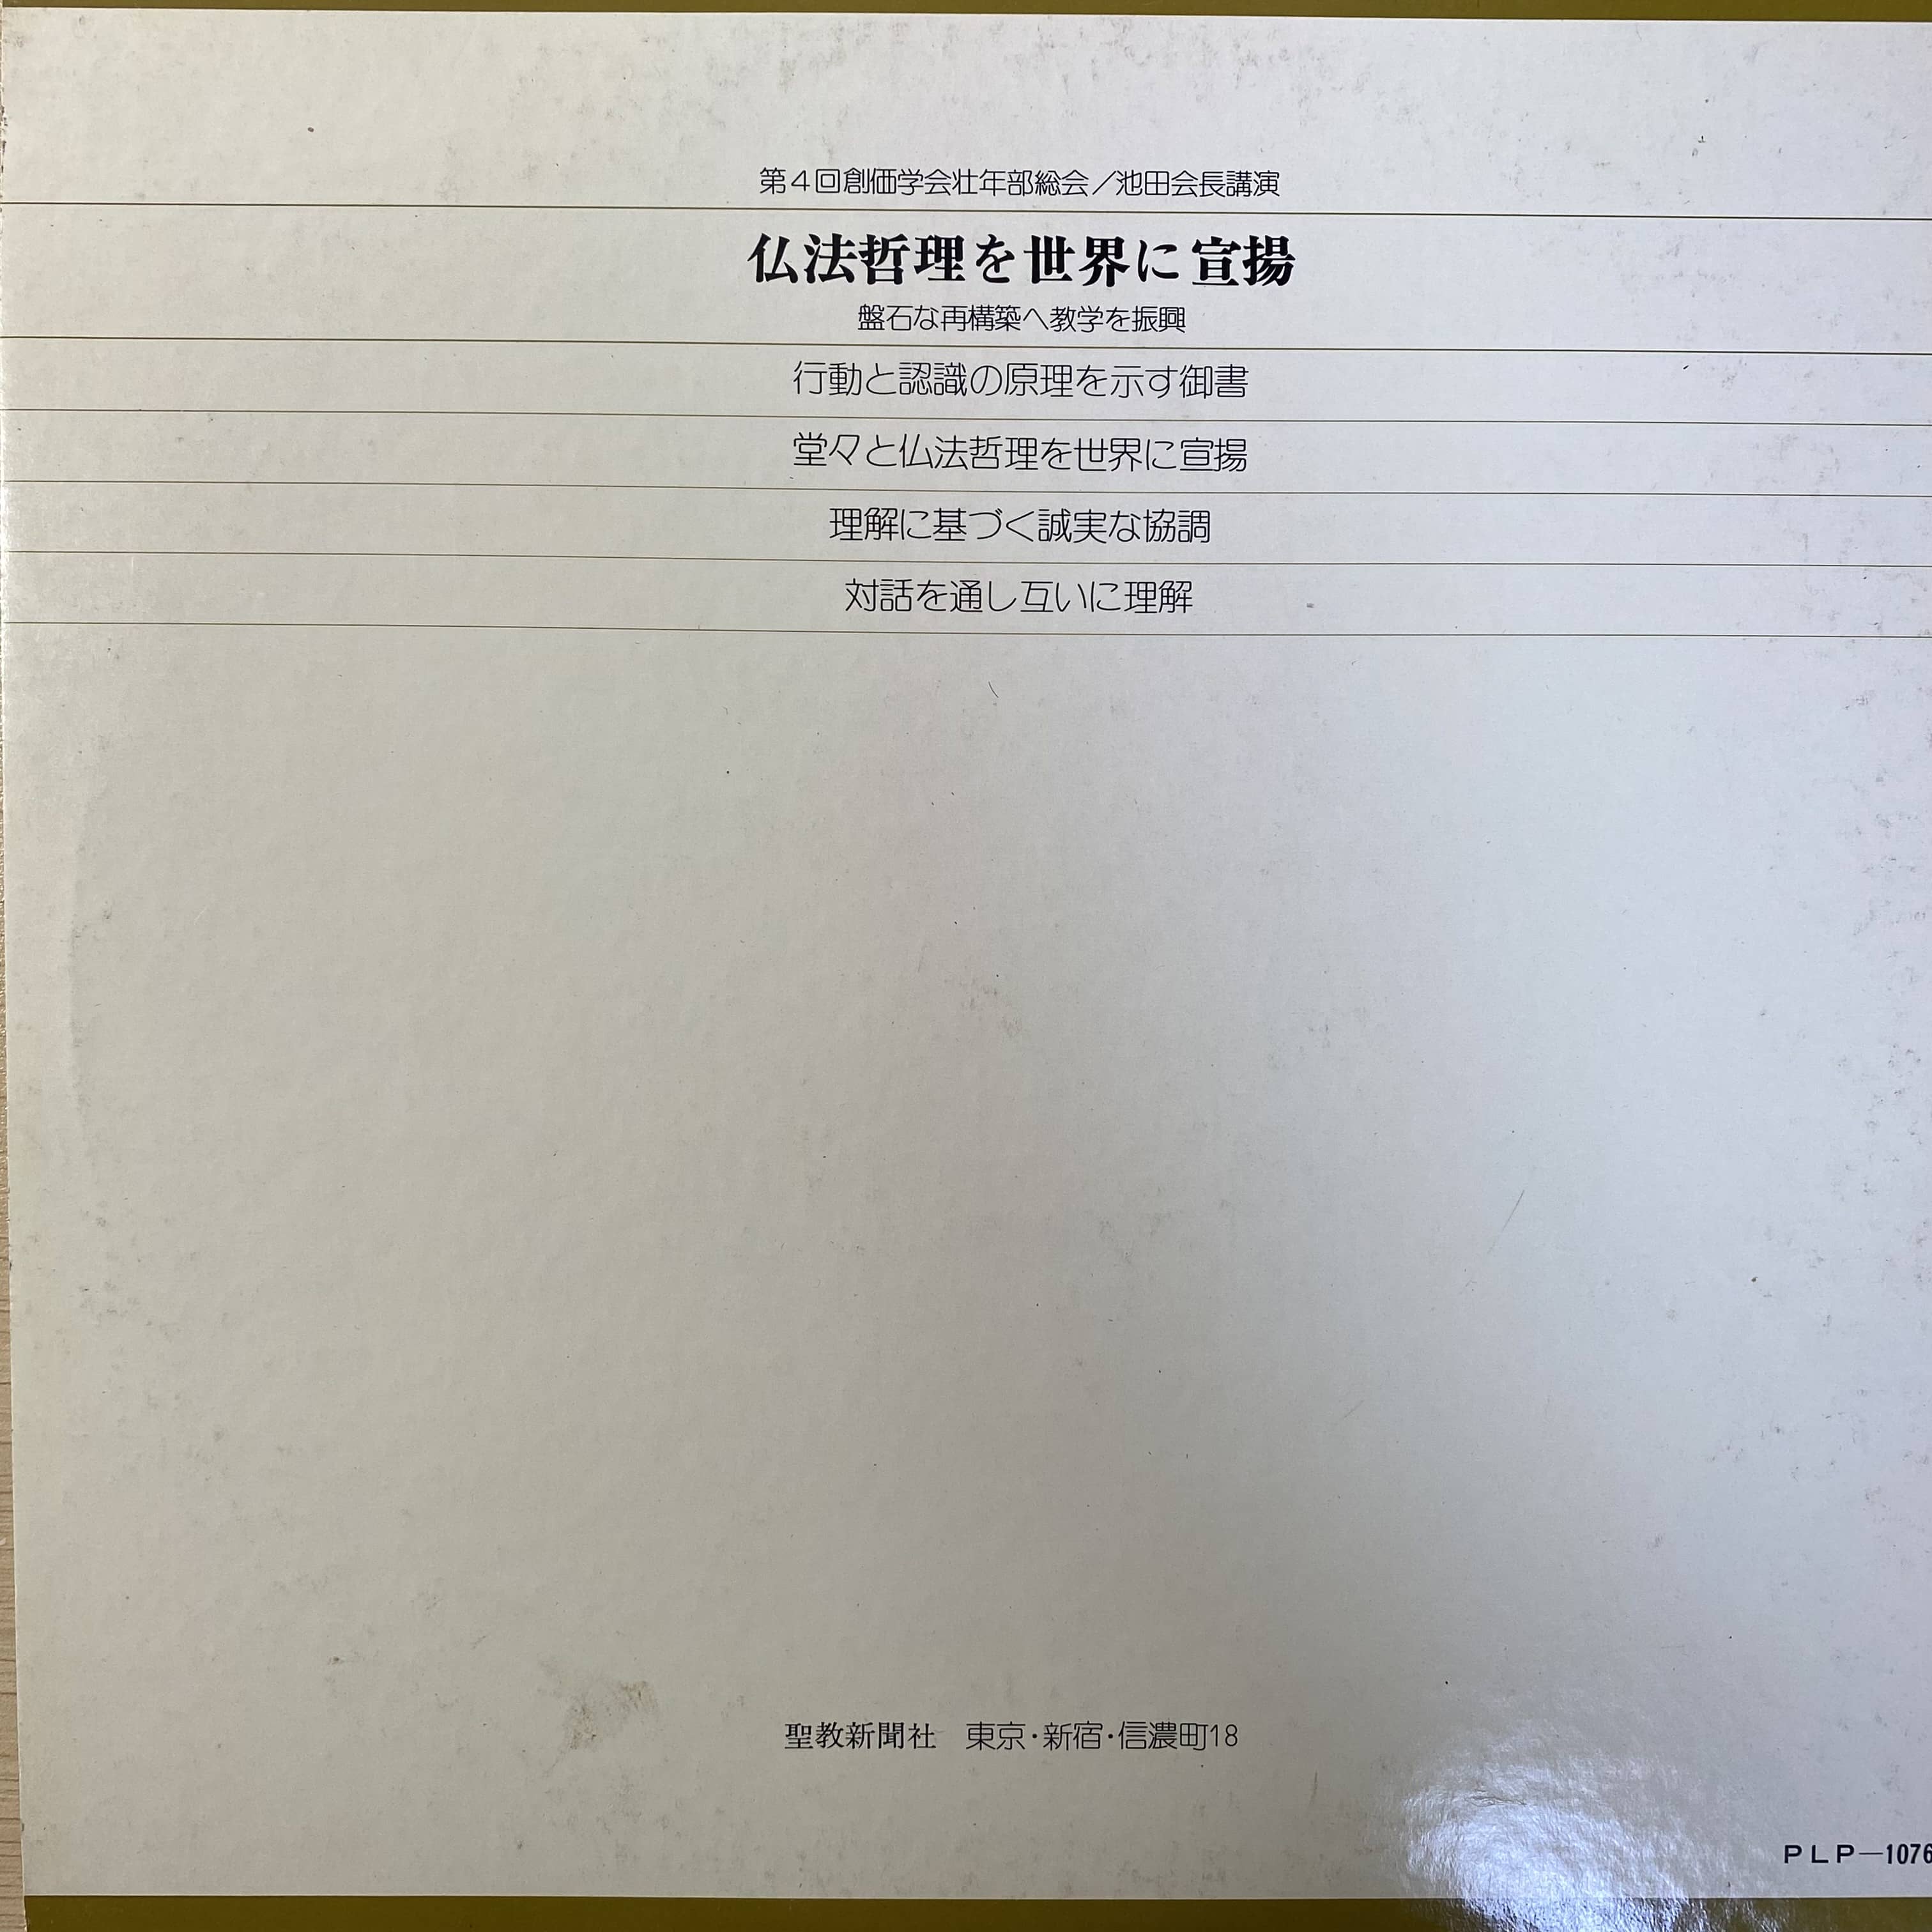 第4回創価学会壮年部総会／池田会長講演
仏法哲理を世界に宣揚
盤石な再構築へ教学を振興
行動と認識の原理を示す御書
堂々と仏法哲理を世界に宣揚
理解に基づく誠実な協調
対話を通し互いに理解
聖教新聞社　東京・新宿・信濃町18
PLP—1076